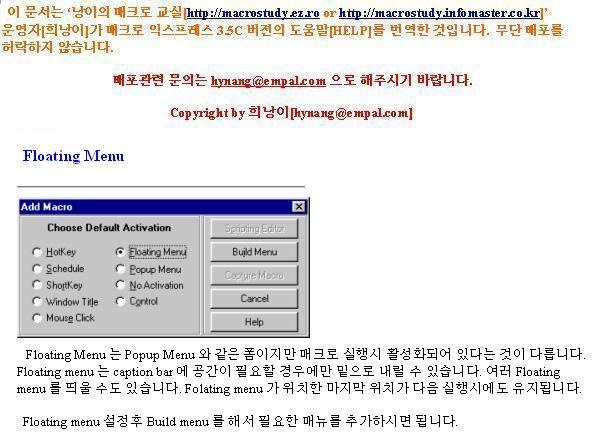 이 문서는 ‘낭이의 매크로 교실[http://macrostudy.ez.ro or http://macrostudy.infomaster.co.kr]’
운영자[희낭이]가 매크로 익스프레스 3.5C 버전의 도움말[HELP]를 번역한 것입니다. 무단 배포를
허락하지 않습니다.
배포관련 문의는 hynang@empal.com 으로 해주시기 바랍니다.
Copyright by 희낭이[hynang@empal.com]
Floating Menu
Add Macro
Choose Default Activation
HotKey
Floating Menu
Schedule
Popup Menu
ShortKey
No Activation
Window Title
Control
Mouse Click
Scripting Editor
Build Menu
Capture Macro
Cancel
Help
Floating Menu 는 Popup Menu 와 같은 폼이지만 매크로 실행시 활성화되어 있다는 것이 다릅니다.
Floating menu 는 caption bar 에 공간이 필요할 경우에만 밑으로 내릴 수 있습니다. 여러 Floating
menu 를 띄울 수도 있습니다. Folating menu 가 위치한 마지막 위치가 다음 실행시에도 유지됩니다.
Floating menu 설정후 Build menu 를 해서 필요한 매뉴를 추가하시면 됩니다.